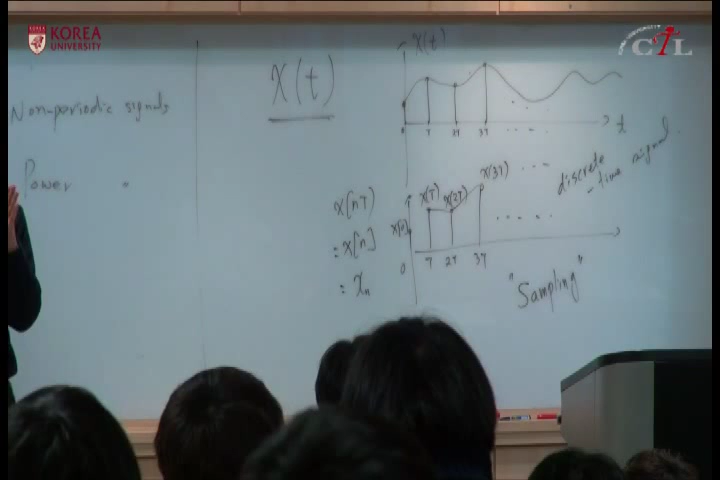 KOREA
UNIVERSITY
CTL
Non-periodic signals
Power
X(t)
X(t)
0 T 2T 3T ....
t
X[nT]
= X[n]
= Xn
X[0] X(T) X(2T) X(3T) ...
0 T 2T 3T
discrete
-time signal
"Sampling"